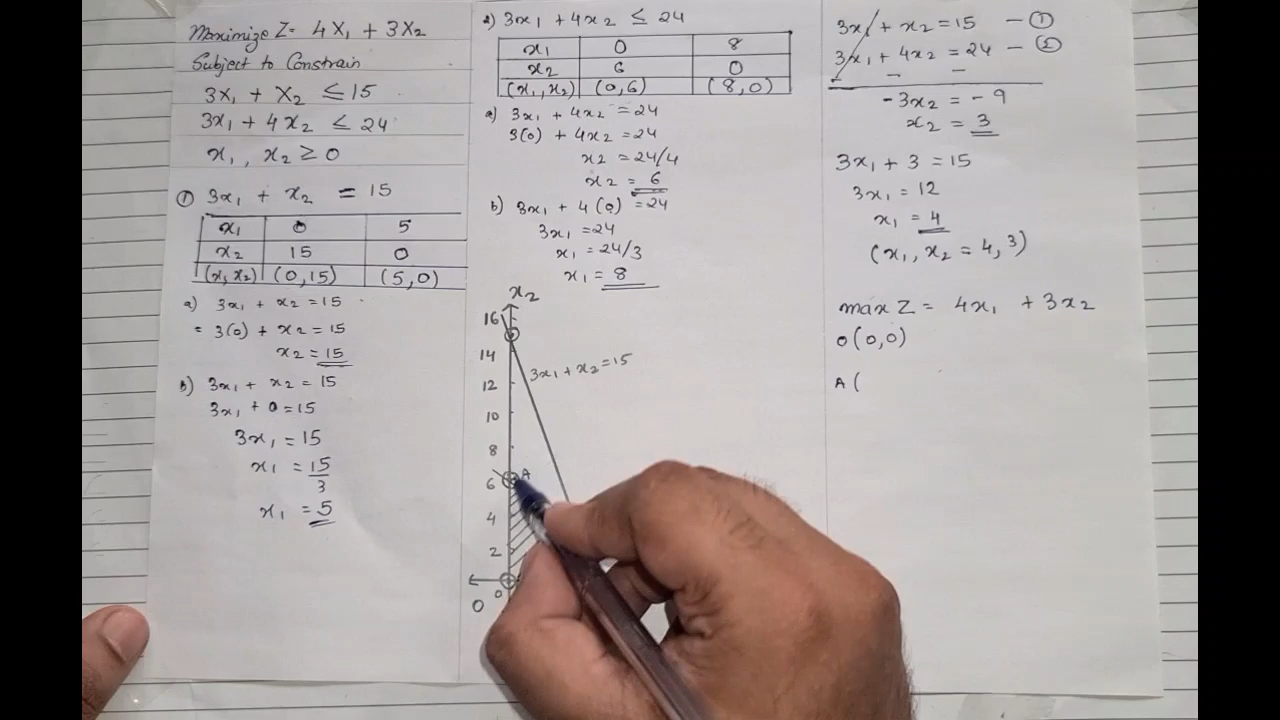 Maximize Z = 4X₁ + 3X₂
Subject to Constrain
3x₁ + X₂ ≤ 15
3x₁ + 4x₂ ≤ 24
x₁, x₂ ≥ 0
① 3x₁ + x₂ = 15
x₁ 0 5
x₂ 15 0
(x₁ x₂) (0,15) (5,0)
a) 3x₁ + x₂ = 15
= 3(0) + x₂ = 15
x₂ = 15
b) 3x₁ + x₂ = 15
3x₁ + 0 = 15
3x₁ = 15
x₁ = 15
3
x₁ = 5
2) 3x₁ + 4x₂ ≤ 24
x₁ 0 8
x₂ 6 0
(x₁, x₂) (0,6) (8,0)
a) 3x₁ + 4x₂ = 24
3(0) + 4x₂ = 24
x₂ = 24/4
x₂ = 6
b) 3x₁ + 4(0) = 24
3x₁ = 24
x₁ = 24/3
x₁ = 8
x₂
16
14
3x₁ + x₂ = 15
12
10
8
A
6
4
2
0
0
3x₁ + x₂ = 15 – ①
3x₁ + 4x₂ = 24 – ②
– – –
-3x₂ = -9
x₂ = 3
3x₁ + 3 = 15
3x₁ = 12
x₁ = 4
(x₁, x₂ = 4, 3)
max Z = 4x₁ + 3x₂
O(0,0)
A(